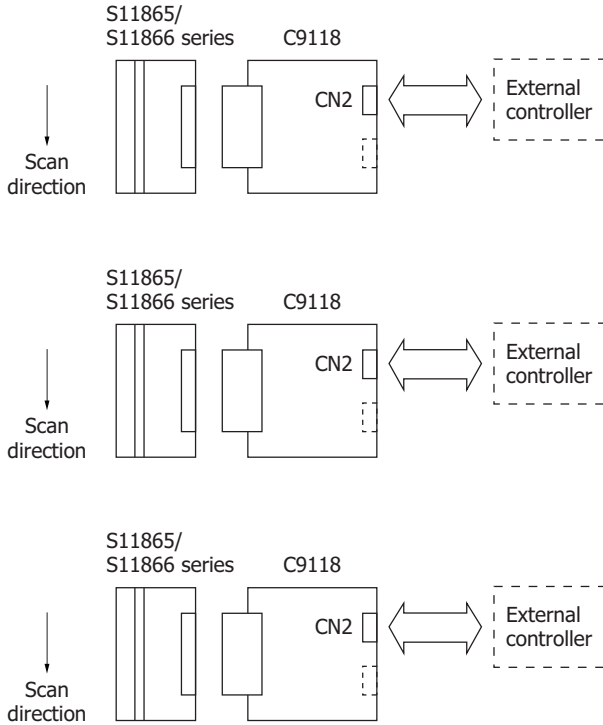 S11865/
S11866 series
C9118
CN2
External
controller
Scan
direction
S11865/
S11866 series
C9118
CN2
External
controller
Scan
direction
S11865/
S11866 series
C9118
CN2
External
controller
Scan
direction